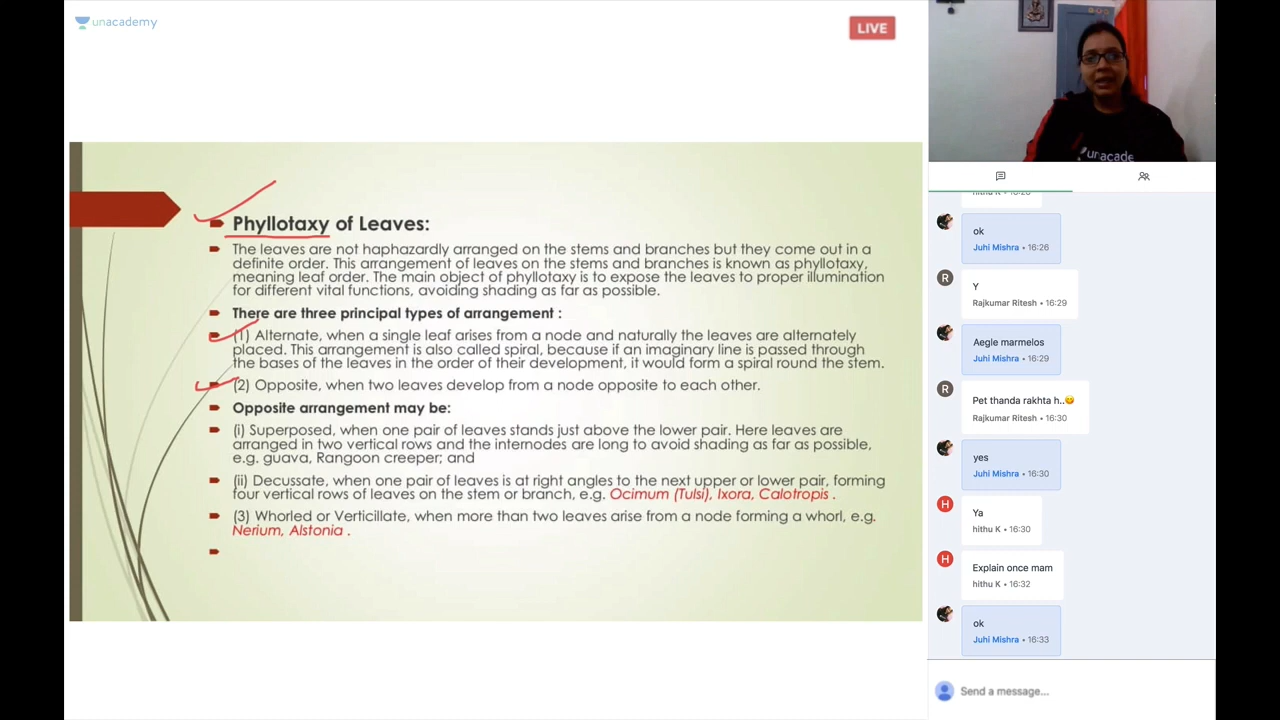 unacademy
LIVE
Phyllotaxy of Leaves:
The leaves are not haphazardly arranged on the stems and branches but they come out in a
definite order. This arrangement of leaves on the stems and branches is known as phyllotaxy,
meaning leaf order. The main object of phyllotaxy is to expose the leaves to proper illumination
for different vital functions, avoiding shading as far as possible.
There are three principal types of arrangement :
(1) Alternate, when a single leaf arises from a node and naturally the leaves are alternately
placed. This arrangement is also called spiral, because if an imaginary line is passed through
the bases of the leaves in the order of their development, it would form a spiral round the stem.
(2) Opposite, when two leaves develop from a node opposite to each other.
Opposite arrangement may be:
(i) Superposed, when one pair of leaves stands just above the lower pair. Here leaves are
arranged in two vertical rows and the internodes are long to avoid shading as far as possible,
e.g. guava, Rangoon creeper; and
(ii) Decussate, when one pair of leaves is at right angles to the next upper or lower pair, forming
four vertical rows of leaves on the stem or branch, e.g. Ocimum (Tulsi), Ixora, Calotropis .
(3) Whorled or Verticillate, when more than two leaves arise from a node forming a whorl, e.g.
Nerium, Alstonia .
unacade
ok
Juhi Mishra • 16:26
R
Y
Rajkumar Ritesh • 16:29
Aegle marmelos
Juhi Mishra • 16:29
R
Pet thanda rakhta h..😋
Rajkumar Ritesh • 16:30
yes
Juhi Mishra • 16:30
H
Ya
hithu K • 16:30
H
Explain once mam
hithu K • 16:32
ok
Juhi Mishra • 16:33
Send a message...